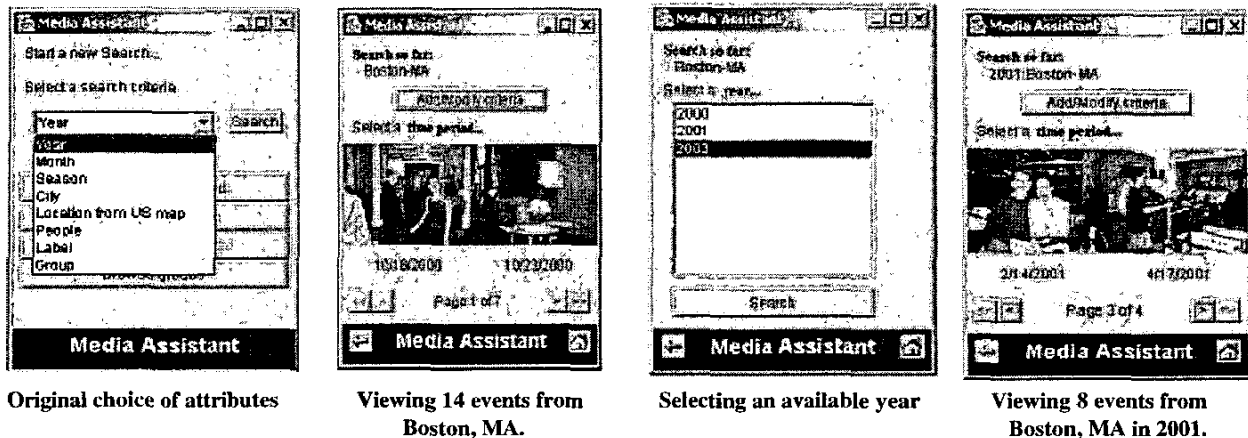 Media Assistant
Start a new Search...
Select a search criteria
Year
Search
Year
Month
Season
City
Location from US map
People
Label
Group
Media Assistant
Original choice of attributes
Media Assistant
Search so far:
Boston-MA
Add/Modify criteria
Select a time period...
10/18/2000 10/23/2000
Page 1 of 7
Media Assistant
Viewing 14 events from
Boston, MA.
Media Assistant
Search so far:
Boston-MA
Select a year...
2000
2001
2003
Search
Media Assistant
Selecting an available year
Media Assistant
Search so far:
2001:Boston-MA
Add/Modify criteria
Select a time period...
2/14/2001 4/17/2001
Page 3 of 4
Media Assistant
Viewing 8 events from
Boston, MA in 2001.